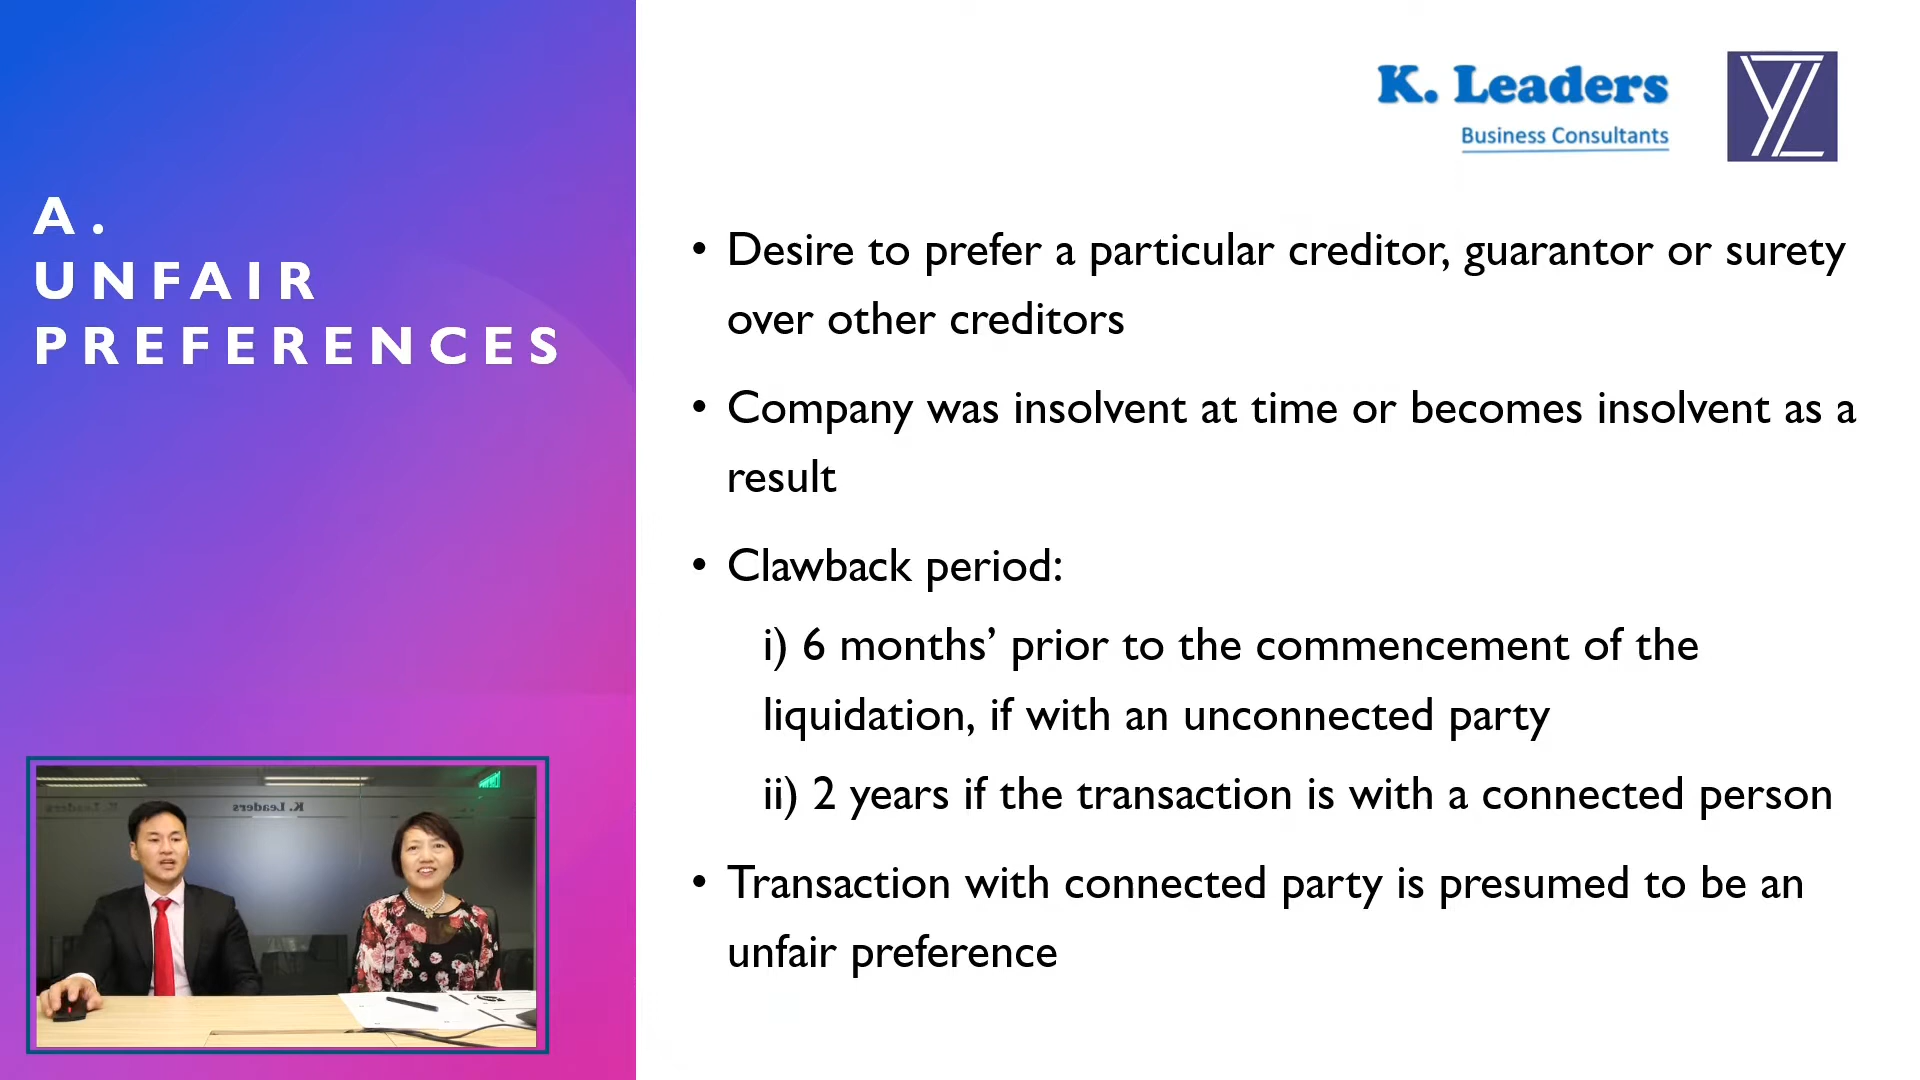 K. Leaders
Business Consultants
YZ
A.
UNFAIR
PREFERENCES
• Desire to prefer a particular creditor, guarantor or surety
over other creditors
• Company was insolvent at time or becomes insolvent as a
result
• Clawback period:
i) 6 months’ prior to the commencement of the
liquidation, if with an unconnected party
ii) 2 years if the transaction is with a connected person
• Transaction with connected party is presumed to be an
unfair preference
K. Leaders